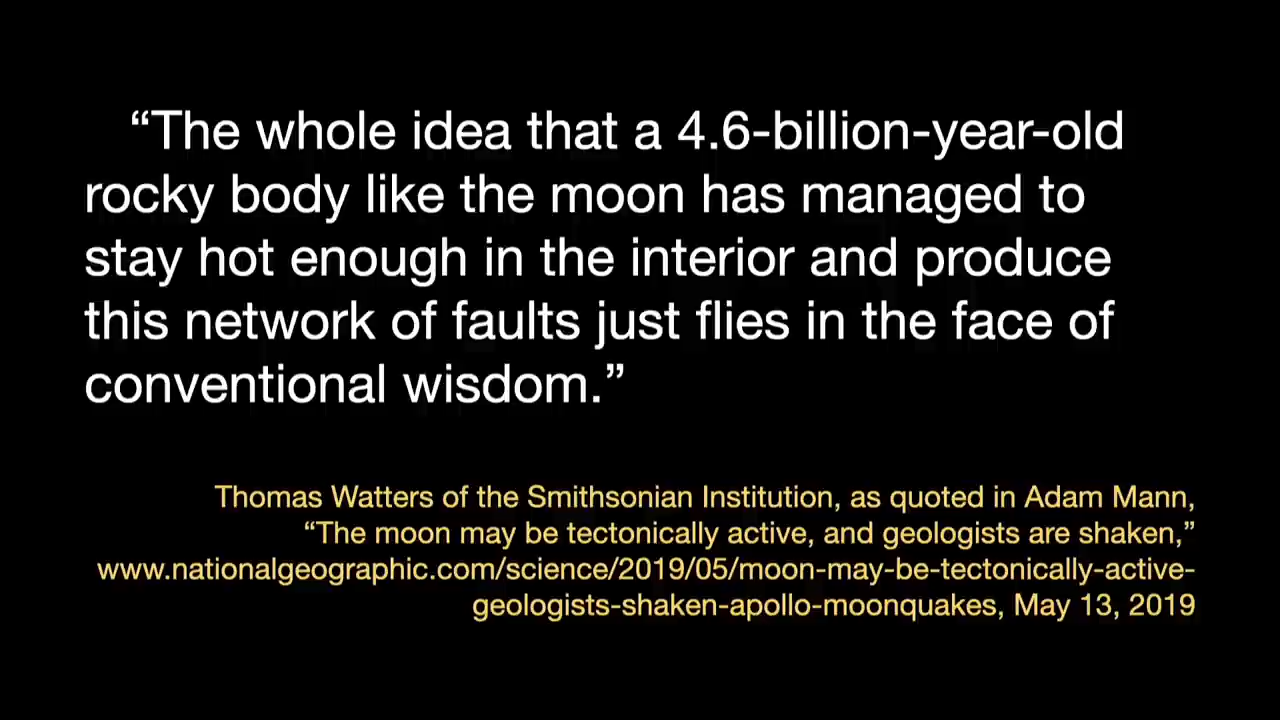 “The whole idea that a 4.6-billion-year-old
rocky body like the moon has managed to
stay hot enough in the interior and produce
this network of faults just flies in the face of
conventional wisdom.”
Thomas Watters of the Smithsonian Institution, as quoted in Adam Mann,
“The moon may be tectonically active, and geologists are shaken,”
www.nationalgeographic.com/science/2019/05/moon-may-be-tectonically-active-
geologists-shaken-apollo-moonquakes, May 13, 2019